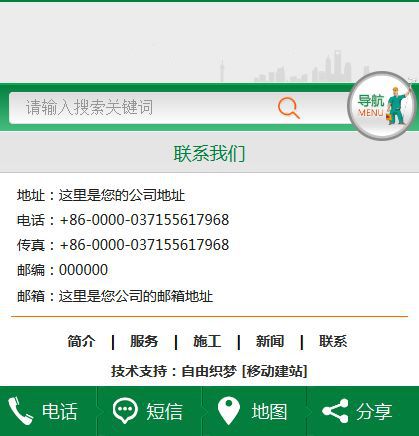 请输入搜索关键词
导航
MENU
联系我们
地址：这里是您的公司地址
电话：+86-0000-037155617968
传真：+86-0000-037155617968
邮编：000000
邮箱：这里是您公司的邮箱地址
简介 | 服务 | 施工 | 新闻 | 联系
技术支持：自由织梦 [移动建站]
电话 短信 地图 分享